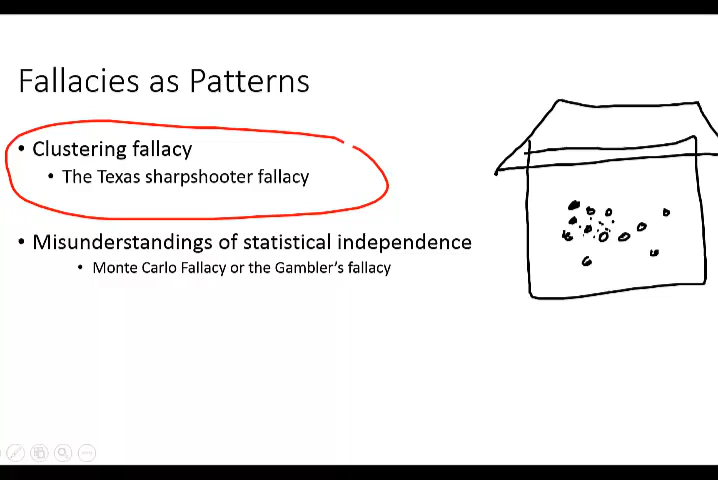 Fallacies as Patterns
• Clustering fallacy
• The Texas sharpshooter fallacy
• Misunderstandings of statistical independence
• Monte Carlo Fallacy or the Gambler's fallacy